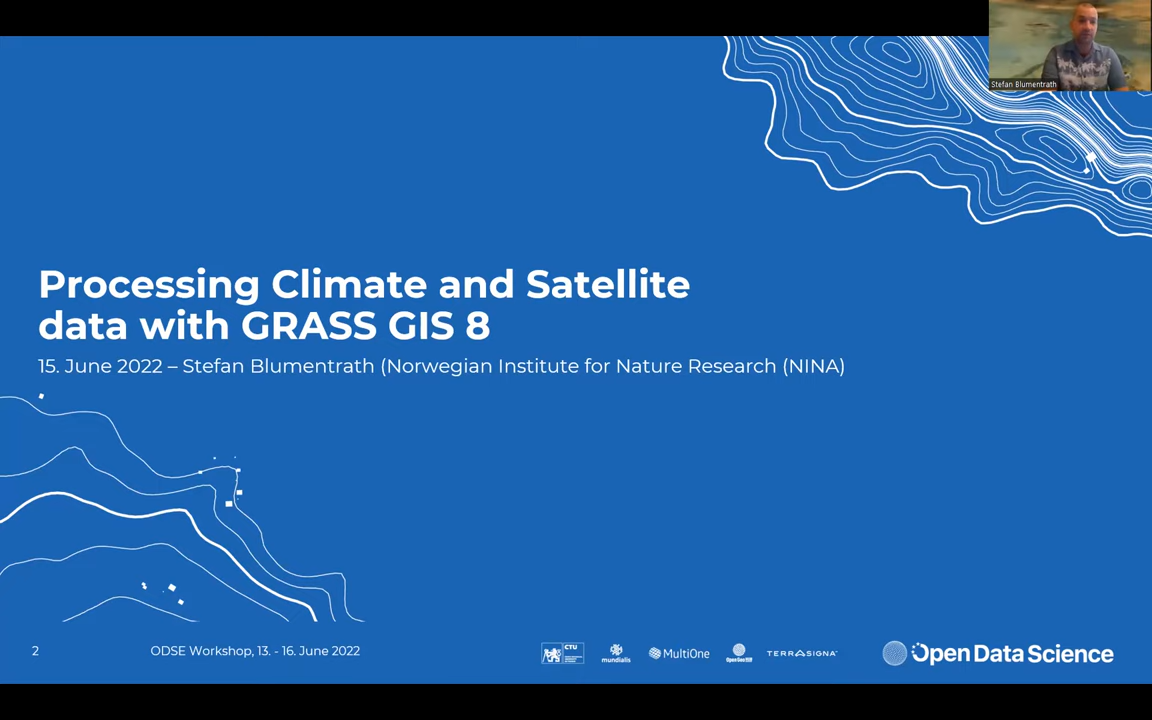 Stefan Blumentrath
Processing Climate and Satellite
data with GRASS GIS 8
15. June 2022 – Stefan Blumentrath (Norwegian Institute for Nature Research (NINA)
2
ODSE Workshop, 13. - 16. June 2022
CTU
mundialis
MultiOne
TERRASIGNA
Open Data Science